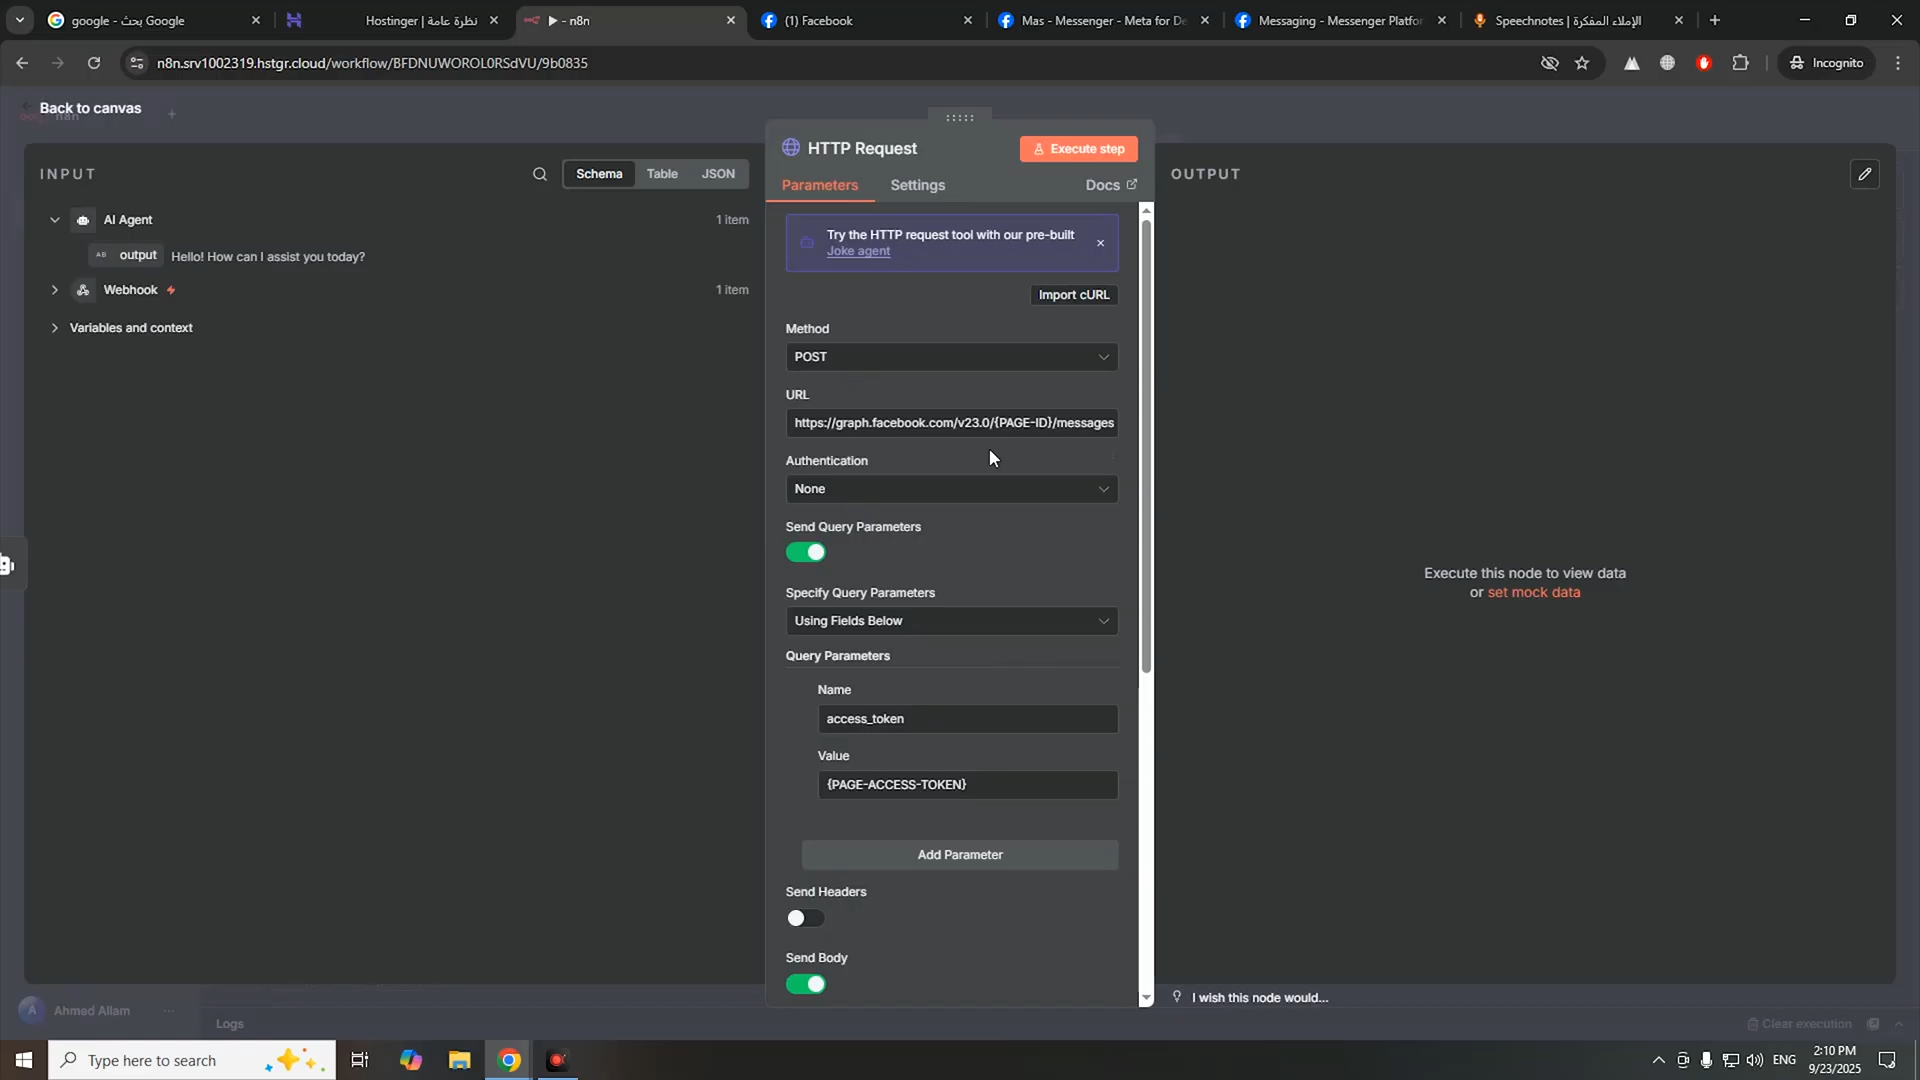 google - بحث Google
Hostinger | نظرة عامة
▶ - n8n
(1) Facebook
Mas - Messenger - Meta for De
Messaging - Messenger Platfor
Speechnotes | الإملاء المفكرة
n8n.srv1002319.hstgr.cloud/workflow/BFDNUWOROL0RSdVU/9b0835
Incognito
Back to canvas
n8n
HTTP Request
Execute step
INPUT
Schema
Table
JSON
OUTPUT
Parameters
Settings
Docs
AI Agent
1 item
AB output
Hello! How can I assist you today?
Webhook
1 item
Variables and context
Try the HTTP request tool with our pre-built
Joke agent
Import cURL
Method
POST
URL
https://graph.facebook.com/v23.0/{PAGE-ID}/messages
Authentication
None
Send Query Parameters
Specify Query Parameters
Using Fields Below
Query Parameters
Name
access_token
Value
{PAGE-ACCESS-TOKEN}
Add Parameter
Send Headers
Send Body
Execute this node to view data
or set mock data
I wish this node would...
A
Ahmed Allam
Logs
Clear execution
Type here to search
ENG
2:10 PM
9/23/2025